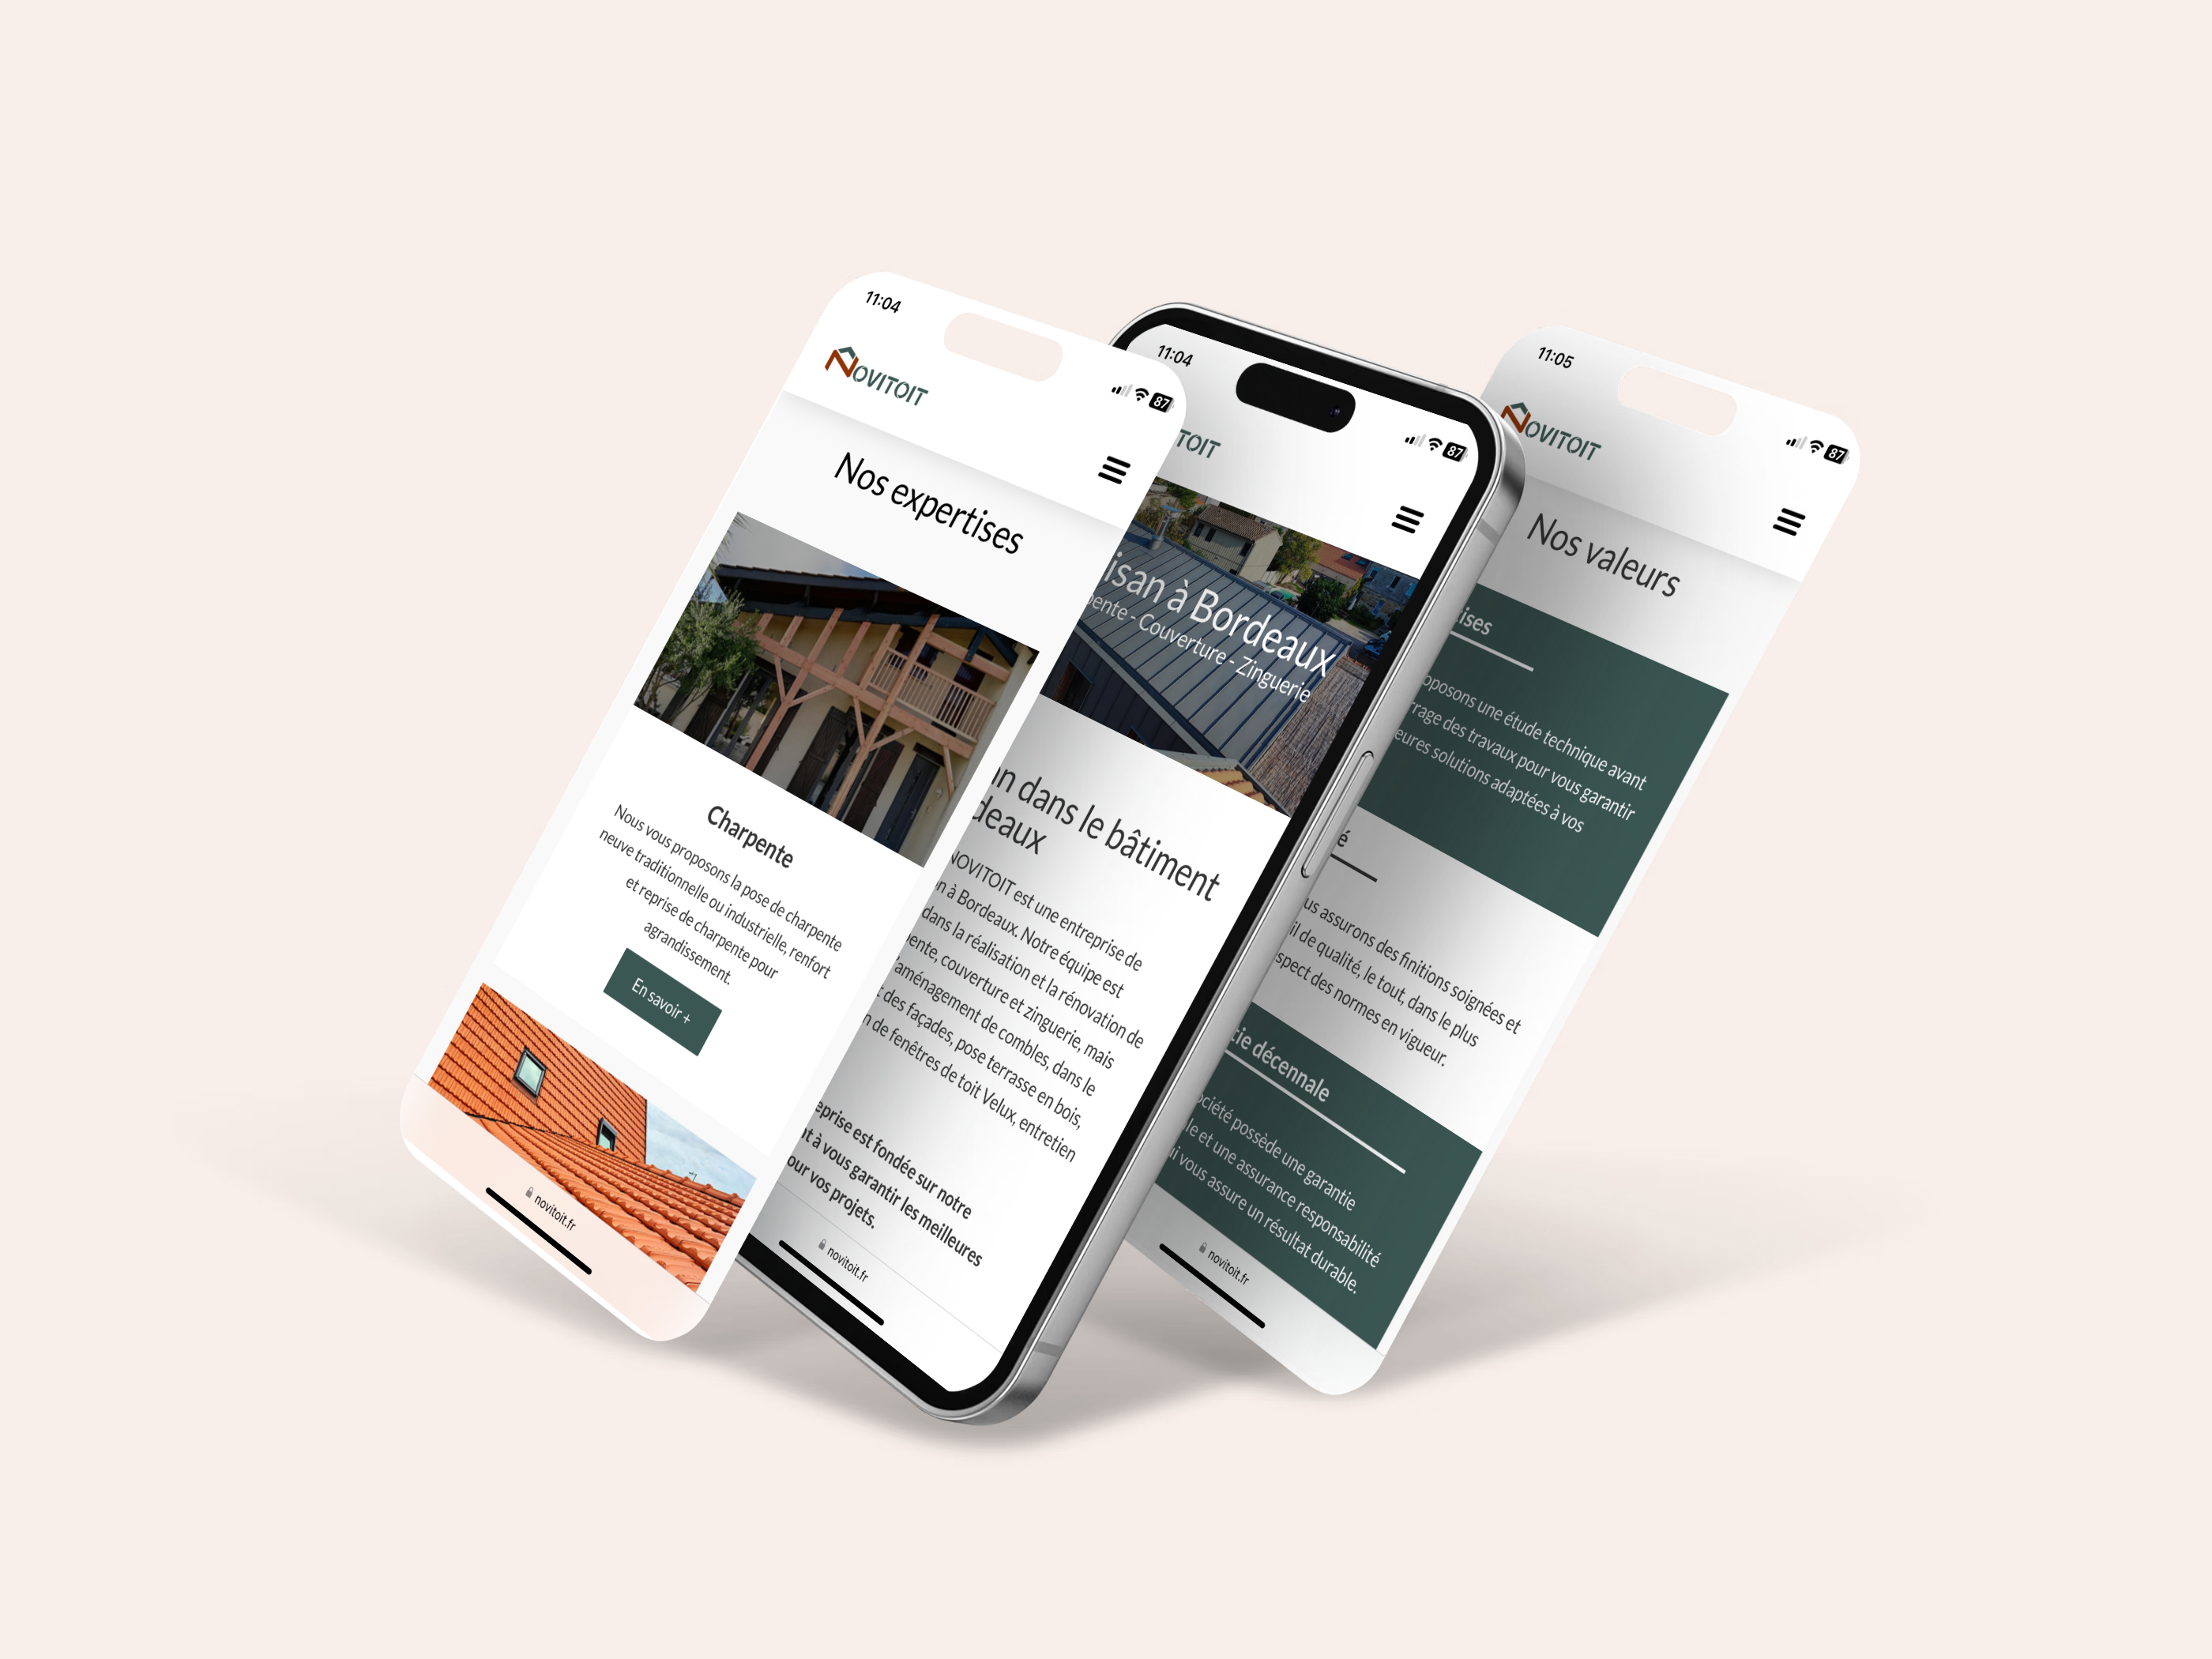 11:04
87
NOVITOIT
Nos expertises
Charpente
Nous vous proposons la pose de charpente
neuve traditionnelle ou industrielle, renfort
et reprise de charpente pour
agrandissement.
En savoir +
novitoit.fr
11:04
87
TOIT
isan à Bordeaux
ente - Couverture - Zinguerie
n dans le bâtiment
deaux
NOVITOIT est une entreprise de
n à Bordeaux. Notre équipe est
dans la réalisation et la rénovation de
ente, couverture et zinguerie, mais
'aménagement de combles, dans le
t des façades, pose terrasse en bois,
n de fenêtres de toit Velux, entretien
eprise est fondée sur notre
nt à vous garantir les meilleures
our vos projets.
novitoit.fr
11:05
87
NOVITOIT
Nos valeurs
ises
oposons une étude technique avant
rrage des travaux pour vous garantir
eures solutions adaptées à vos
é
us assurons des finitions soignées et
il de qualité, le tout, dans le plus
spect des normes en vigueur.
tie décennale
ociété possède une garantie
le et une assurance responsabilité
ui vous assure un résultat durable.
novitoit.fr